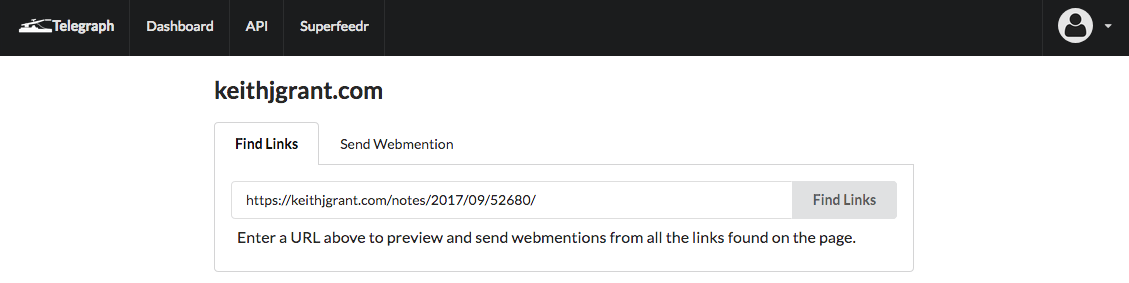 Telegraph Dashboard API Superfeedr
keithjgrant.com
Find Links Send Webmention
https://keithjgrant.com/notes/2017/09/52680/ Find Links
Enter a URL above to preview and send webmentions from all the links found on the page.